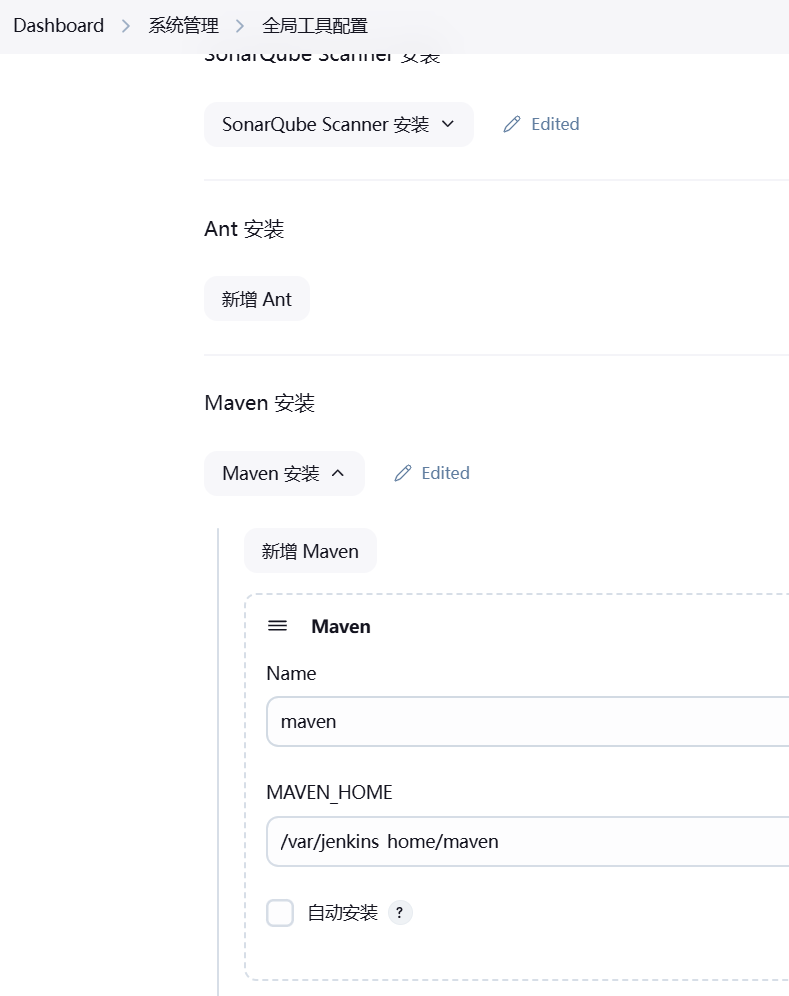 Dashboard > 系统管理 > 全局工具配置
SonarQube Scanner 安装
SonarQube Scanner 安装 Edited
Ant 安装
新增 Ant
Maven 安装
Maven 安装 Edited
新增 Maven
Maven
Name
maven
MAVEN_HOME
/var/jenkins_home/maven
自动安装 ?